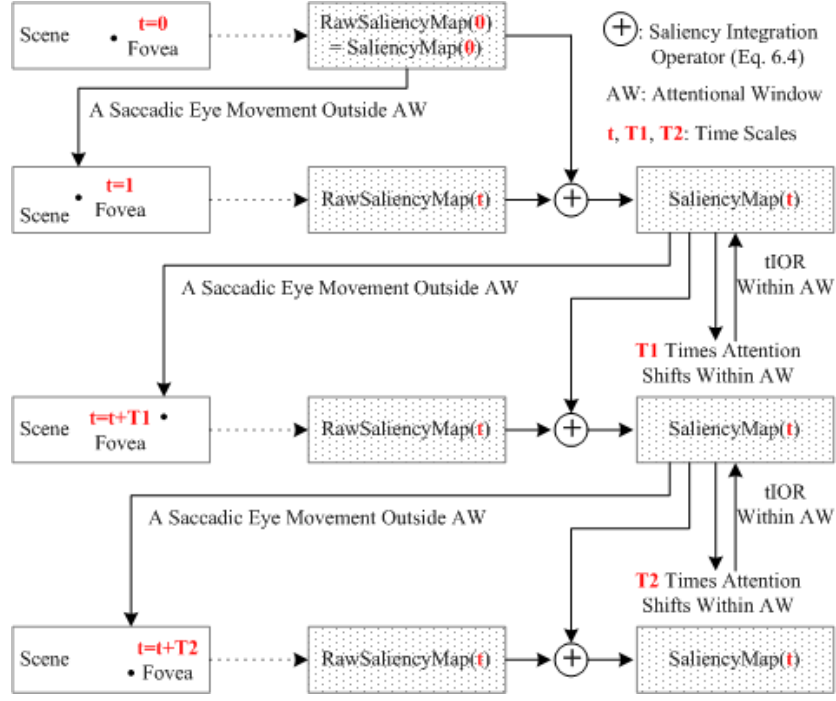 Scene
t=0
Fovea
RawSaliencyMap(0)
= SaliencyMap(0)
+: Saliency Integration
Operator (Eq. 6.4)
AW: Attentional Window
t, T1, T2: Time Scales
A Saccadic Eye Movement Outside AW
Scene
t=1
Fovea
RawSaliencyMap(t)
+
SaliencyMap(t)
A Saccadic Eye Movement Outside AW
tIOR
Within AW
T1 Times Attention
Shifts Within AW
Scene
t=t+T1
Fovea
RawSaliencyMap(t)
+
SaliencyMap(t)
A Saccadic Eye Movement Outside AW
tIOR
Within AW
T2 Times Attention
Shifts Within AW
Scene
t=t+T2
Fovea
RawSaliencyMap(t)
+
SaliencyMap(t)